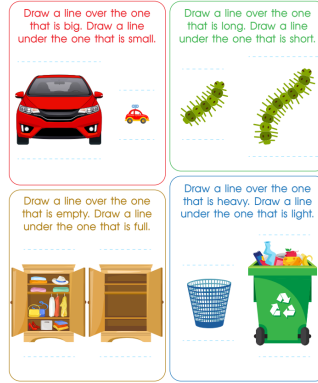 Draw a line over the one
that is big. Draw a line
under the one that is small.
Draw a line over the one
that is long. Draw a line
under the one that is short.
Draw a line over the one
that is empty. Draw a line
under the one that is full.
Draw a line over the one
that is heavy. Draw a line
under the one that is light.